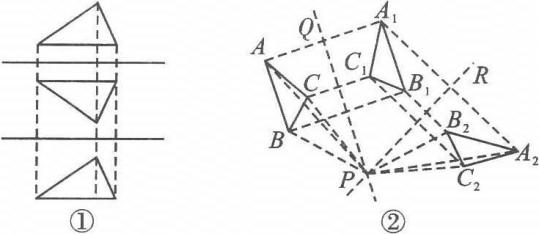 Q
A₁
A
C
C₁
B₁
R
B
B₂
A₂
P
C₂
①
②